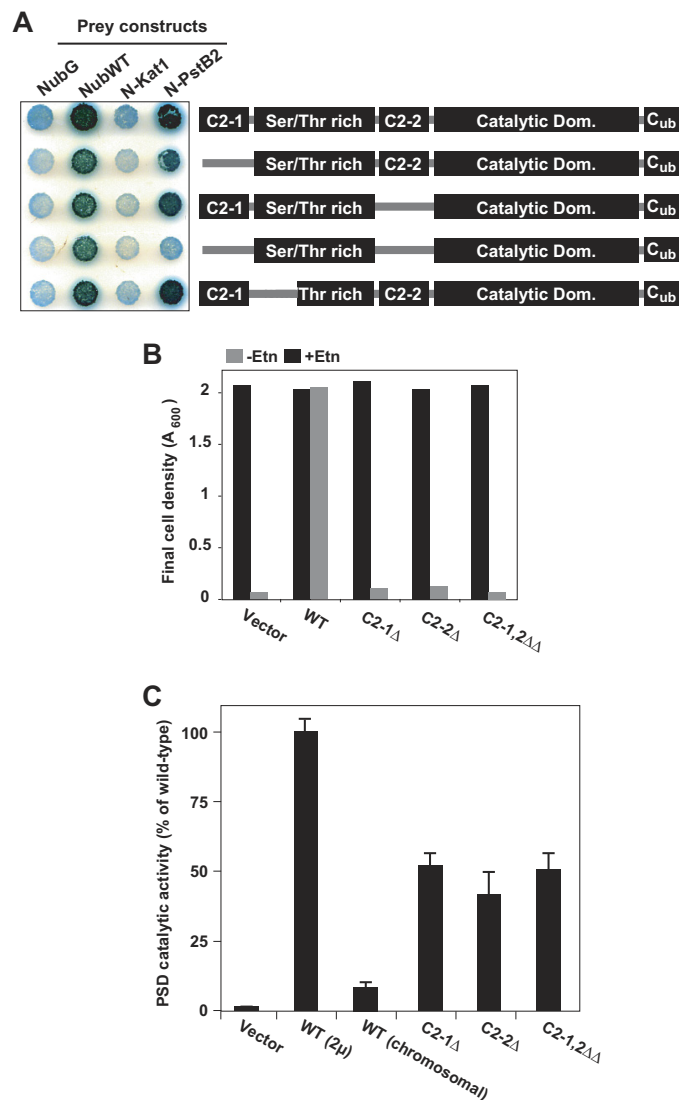 A
Prey constructs
NubG NubWT N-Kat1 N-PstB2
C2-1 Ser/Thr rich C2-2 Catalytic Dom. Cub
Ser/Thr rich C2-2 Catalytic Dom. Cub
C2-1 Ser/Thr rich Catalytic Dom. Cub
Ser/Thr rich Catalytic Dom. Cub
C2-1 Thr rich C2-2 Catalytic Dom. Cub
B
-Etn +Etn
Final cell density (A600)
2
1.5
1
0.5
0
Vector WT C2-1Δ C2-2Δ C2-1,2ΔΔ
C
PSD catalytic activity (% of wild-type)
100
75
50
25
0
Vector WT (2μ) WT (chromosomal) C2-1Δ C2-2Δ C2-1,2ΔΔ